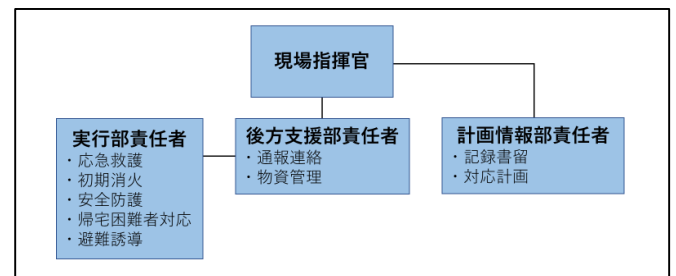 現場指揮官
実行部責任者
・応急救護
・初期消火
・安全防護
・帰宅困難者対応
・避難誘導
後方支援部責任者
・通報連絡
・物資管理
計画情報部責任者
・記録書留
・対応計画